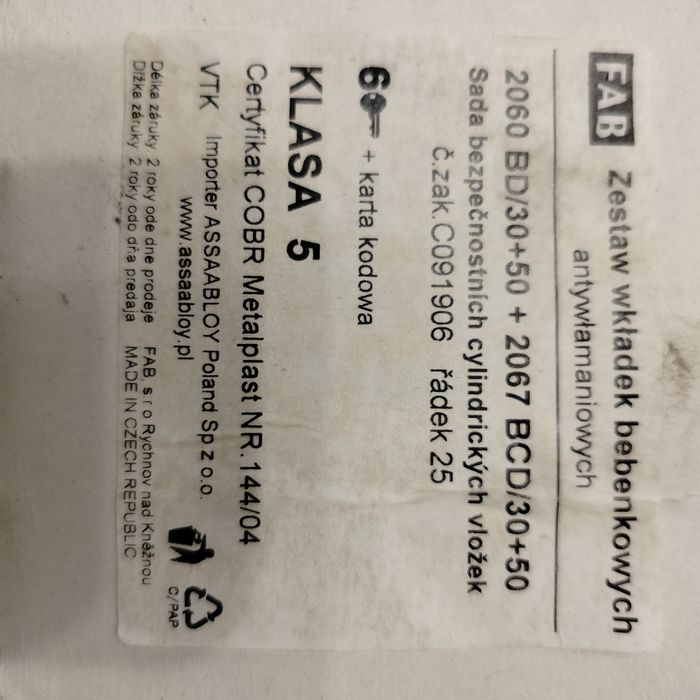 FAB Zestaw wkładek bebenkowych
antywłamaniowych
2060 BD/30+50 + 2067 BCD/30+50
Sada bezpečnostních cylindrických vložek
č.zak.C091906 řádek 25
6 + karta kodowa
KLASA 5
Certyfikat COBR Metalplast NR.144/04
VTK Importer ASSAABLOY Poland Sp z o.o.
www.assaabloy.pl
Délka záruky 2 roky ode dne prodeje FAB, s r o Rychnov nad Kněžnou
Dĺžka záruky 2 roky odo dňa predaja MADE IN CZECH REPUBLIC
C/PAP